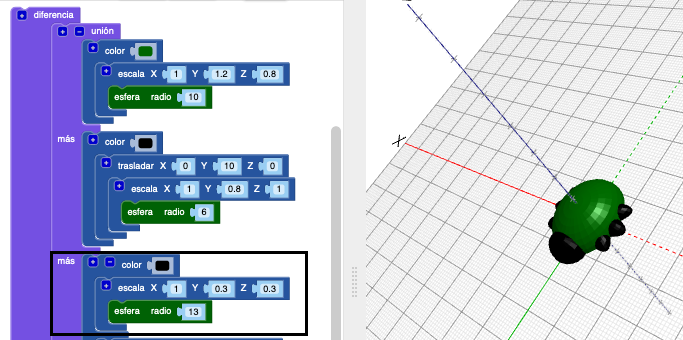 diferencia
unión
color
escala X 1 Y 1.2 Z 0.8
esfera radio 10
más color
trasladar X 0 Y 10 Z 0
escala X 1 Y 0.8 Z 1
esfera radio 6
más color
escala X 1 Y 0.3 Z 0.3
esfera radio 13
X